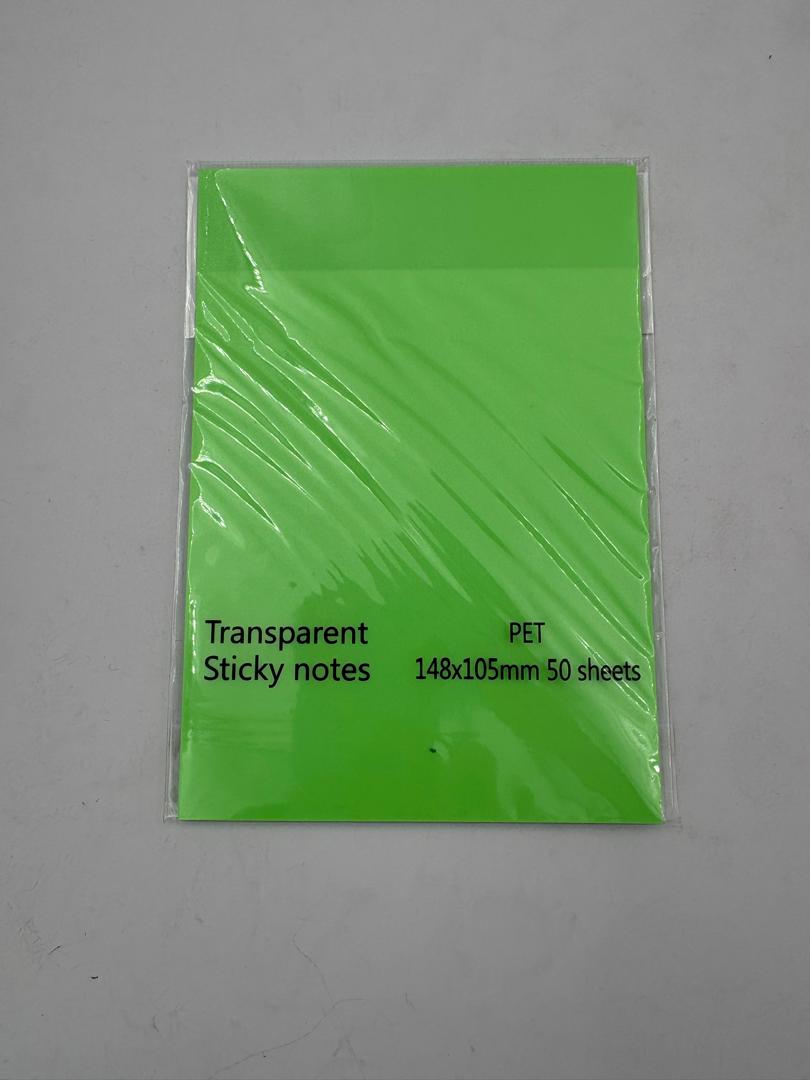 Transparent
Sticky notes
PET
148x105mm 50 sheets